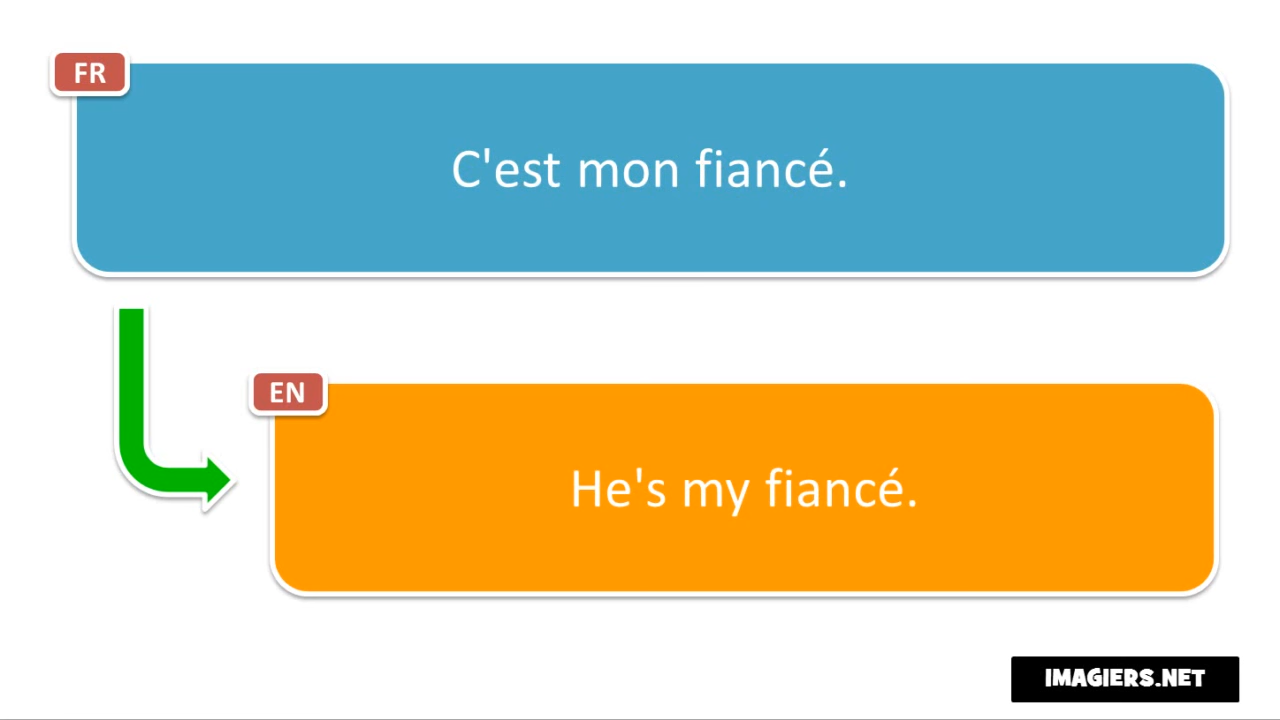 FR
C'est mon fiancé.
EN
He's my fiancé.
IMAGIERS.NET